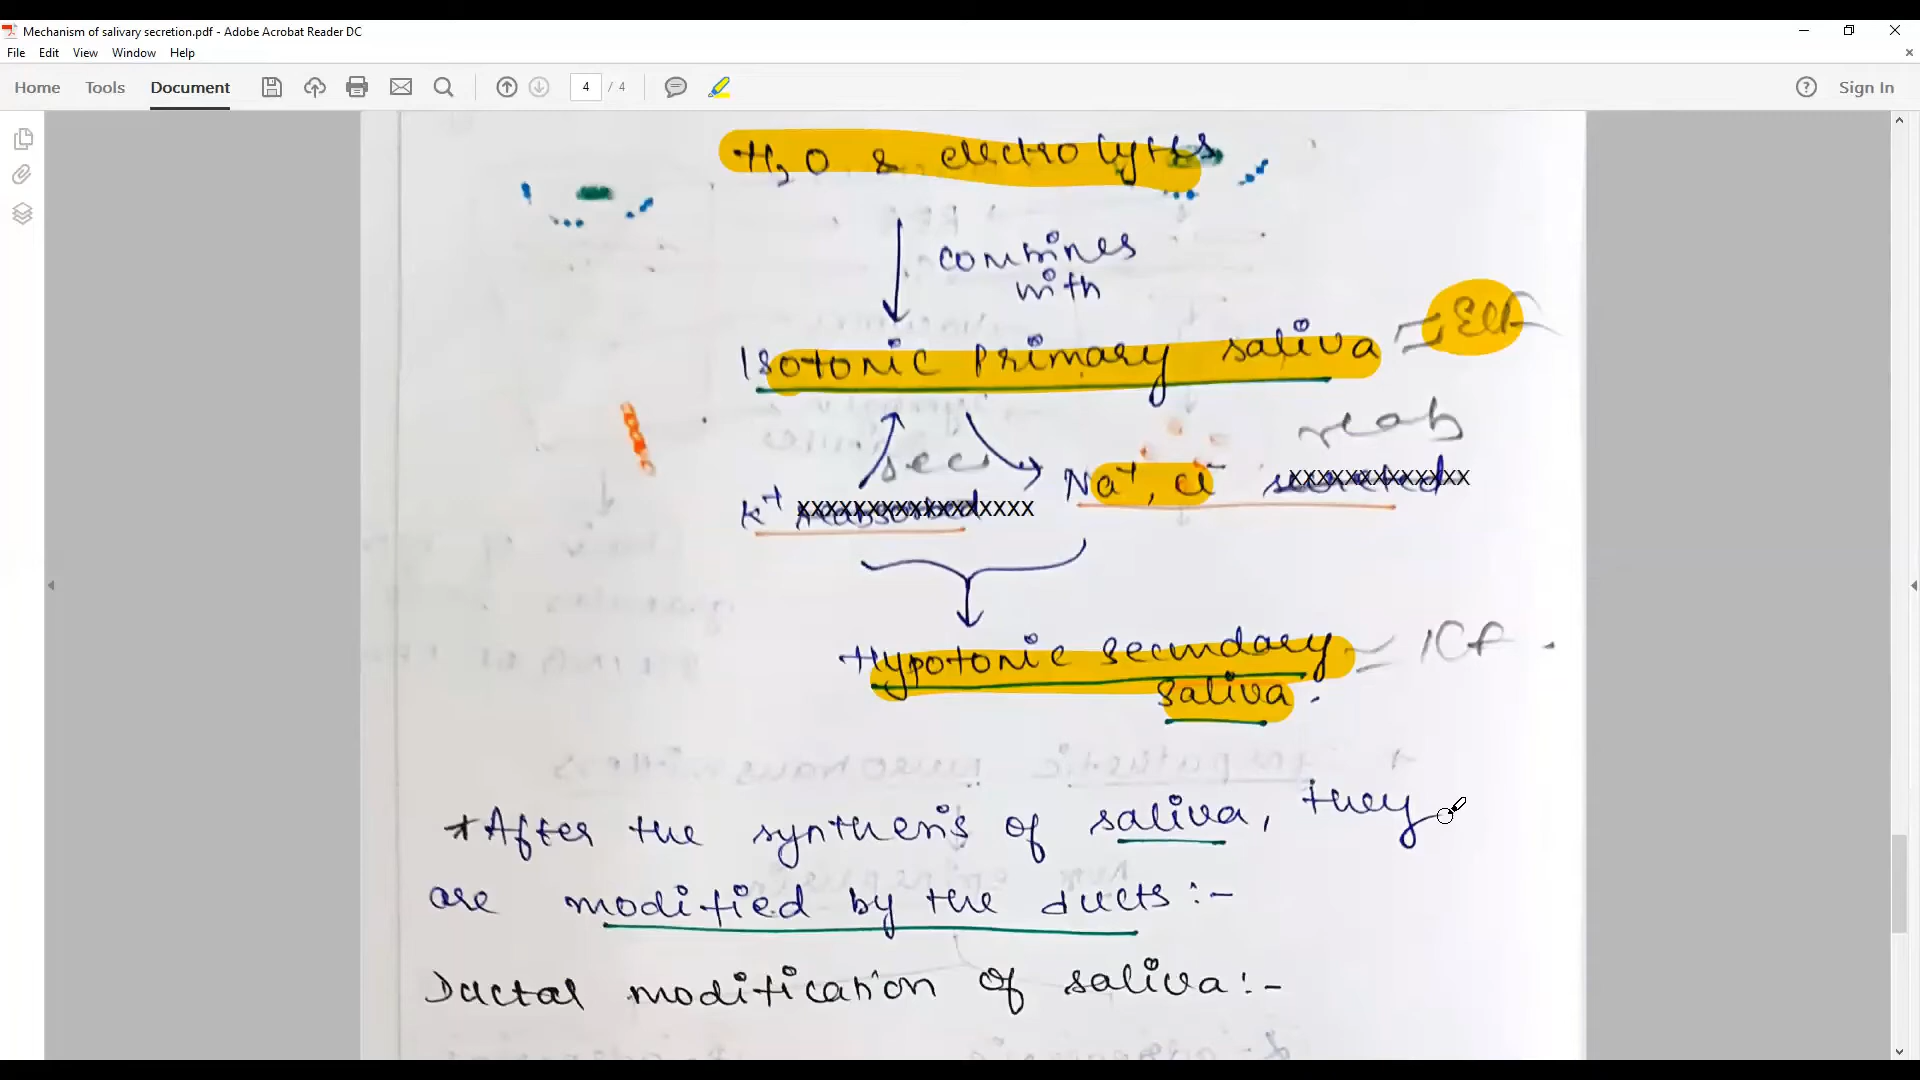 Mechanism of salivary secretion.pdf - Adobe Acrobat Reader DC
File Edit View Window Help
Home Tools Document 4 / 4 Sign In
H2O & electrolytes
combines
with
Isotonic Primary saliva = ECF
reab
sec
Na+, Cl- secreted
K+ reabsorbed
Hypotonic secondary = ICF
saliva.
*After the synthesis of saliva, they
are modified by the ducts:-
Ductal modification of saliva:-